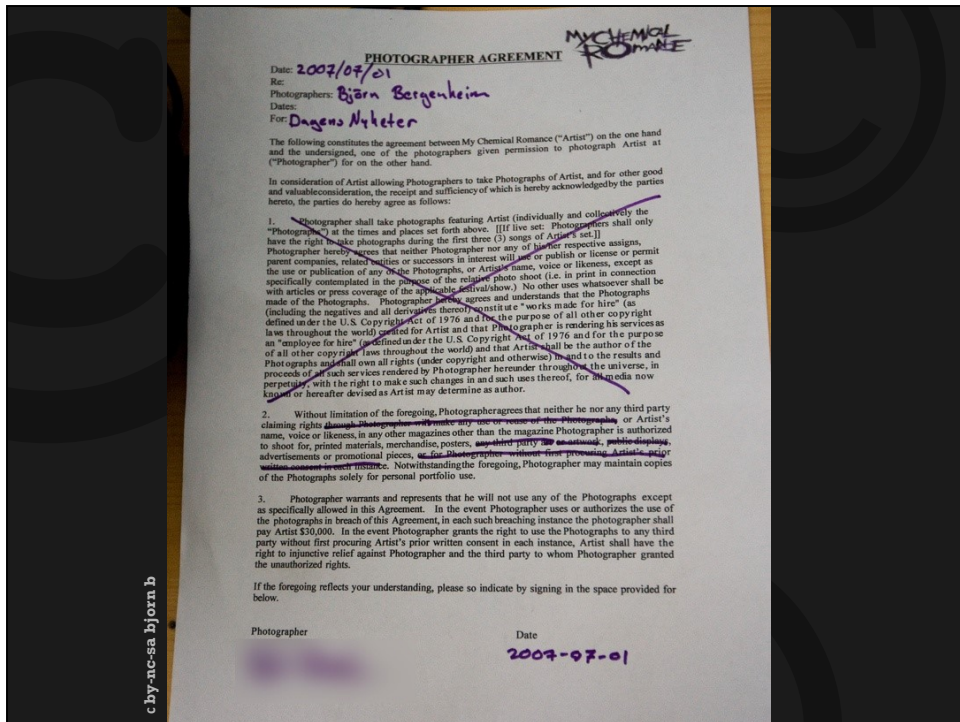 MY CHEMICAL
ROMANCE
PHOTOGRAPHER AGREEMENT
Date: 2007/07/01
Re:
Photographers: Björn Bergenheim
Dates:
For: Dagens Nyheter
The following constitutes the agreement between My Chemical Romance ("Artist") on the one hand
and the undersigned, one of the photographers given permission to photograph Artist at
("Photographer") for on the other hand.
In consideration of Artist allowing Photographers to take Photographs of Artist, and for other good
and valuableconsideration, the receipt and sufficiency of which is hereby acknowledged by the parties
hereto, the parties do hereby agree as follows:
1. Photographer shall take photographs featuring Artist (individually and collectively the
"Photographs") at the times and places set forth above. [[If live set: Photographers shall only
have the right to take photographs during the first three (3) songs of Artist's set.]]
Photographer hereby agrees that neither Photographer nor any of his/her respective assigns,
parent companies, related entities or successors in interest will use or publish or license or permit
the use or publication of any of the Photographs, or Artist's name, voice or likeness, except as
specifically contemplated in the purpose of the relative photo shoot (i.e. in print in connection
with articles or press coverage of the applicable festival/show.) No other uses whatsoever shall be
made of the Photographs. Photographer hereby agrees and understands that the Photographs
(including the negatives and all derivatives thereof) constitute "works made for hire" (as
defined under the U.S. Copyright Act of 1976 and for the purpose of all other copyright
laws throughout the world) created for Artist and that Photographer is rendering his services as
an "employee for hire" (as defined under the U.S. Copyright Act of 1976 and for the purpose
of all other copyright laws throughout the world) and that Artist shall be the author of the
Photographs and shall own all rights (under copyright and otherwise) in and to the results and
proceeds of all such services rendered by Photographer hereunder throughout the universe, in
perpetuity, with the right to make such changes in and such uses thereof, for all media now
known or hereafter devised as Artist may determine as author.
2. Without limitation of the foregoing, Photographer agrees that neither he nor any third party
claiming rights through Photographer will make any use or reuse of the Photographs, or Artist's
name, voice or likeness, in any other magazines other than the magazine Photographer is authorized
to shoot for, printed materials, merchandise, posters, any third party or artwork, public displays,
advertisements or promotional pieces, or for Photographer without first procuring Artist's prior
written consent in each instance. Notwithstanding the foregoing, Photographer may maintain copies
of the Photographs solely for personal portfolio use.
3. Photographer warrants and represents that he will not use any of the Photographs except
as specifically allowed in this Agreement. In the event Photographer uses or authorizes the use of
the photographs in breach of this Agreement, in each such breaching instance the photographer shall
pay Artist $30,000. In the event Photographer grants the right to use the Photographs to any third
party without first procuring Artist's prior written consent in each instance, Artist shall have the
right to injunctive relief against Photographer and the third party to whom Photographer granted
the unauthorized rights.
If the foregoing reflects your understanding, please so indicate by signing in the space provided for
below.
Photographer Date
2007-07-01
c by-nc-sa bjorn b